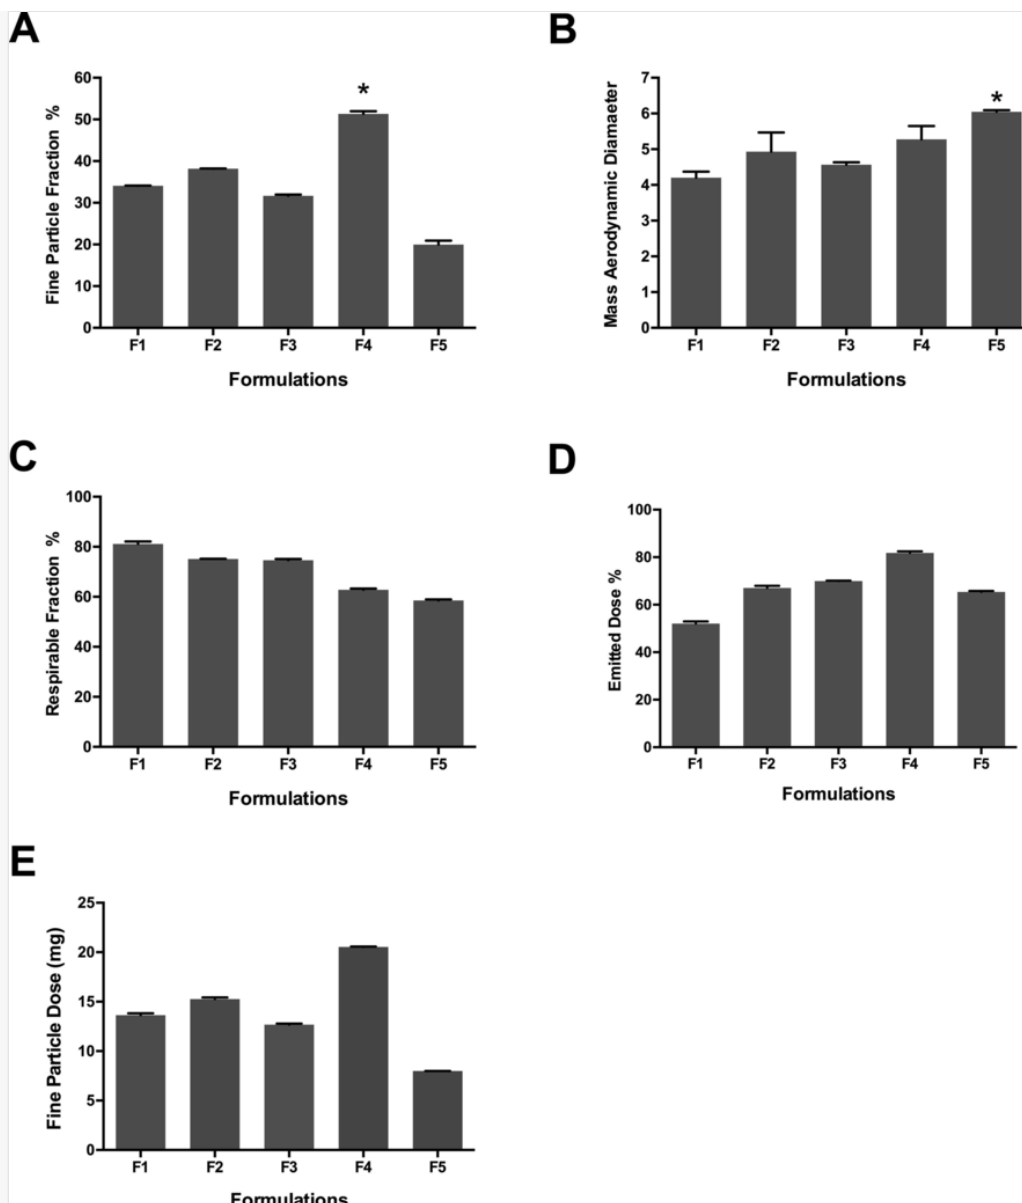 A
Fine Particle Fraction %
60
50
40
30
20
10
0
*
F1 F2 F3 F4 F5
Formulations
B
Mass Aerodynamic Diamaeter
7
6
5
4
3
2
1
0
*
F1 F2 F3 F4 F5
Formulations
C
Respirable Fraction %
100
80
60
40
20
0
F1 F2 F3 F4 F5
Formulations
D
Emitted Dose %
100
80
60
40
20
0
F1 F2 F3 F4 F5
Formulations
E
Fine Particle Dose (mg)
25
20
15
10
5
0
F1 F2 F3 F4 F5
Formulations